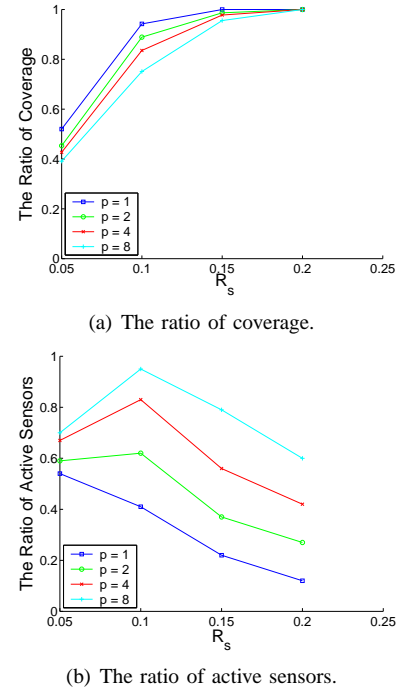 1
0.8
0.6
0.4
0.2
0
The Ratio of Coverage
p = 1
p = 2
p = 4
p = 8
0.05 0.1 0.15 0.2 0.25
R_s
(a) The ratio of coverage.
1
0.8
0.6
0.4
0.2
0
The Ratio of Active Sensors
p = 1
p = 2
p = 4
p = 8
0.05 0.1 0.15 0.2 0.25
R_s
(b) The ratio of active sensors.